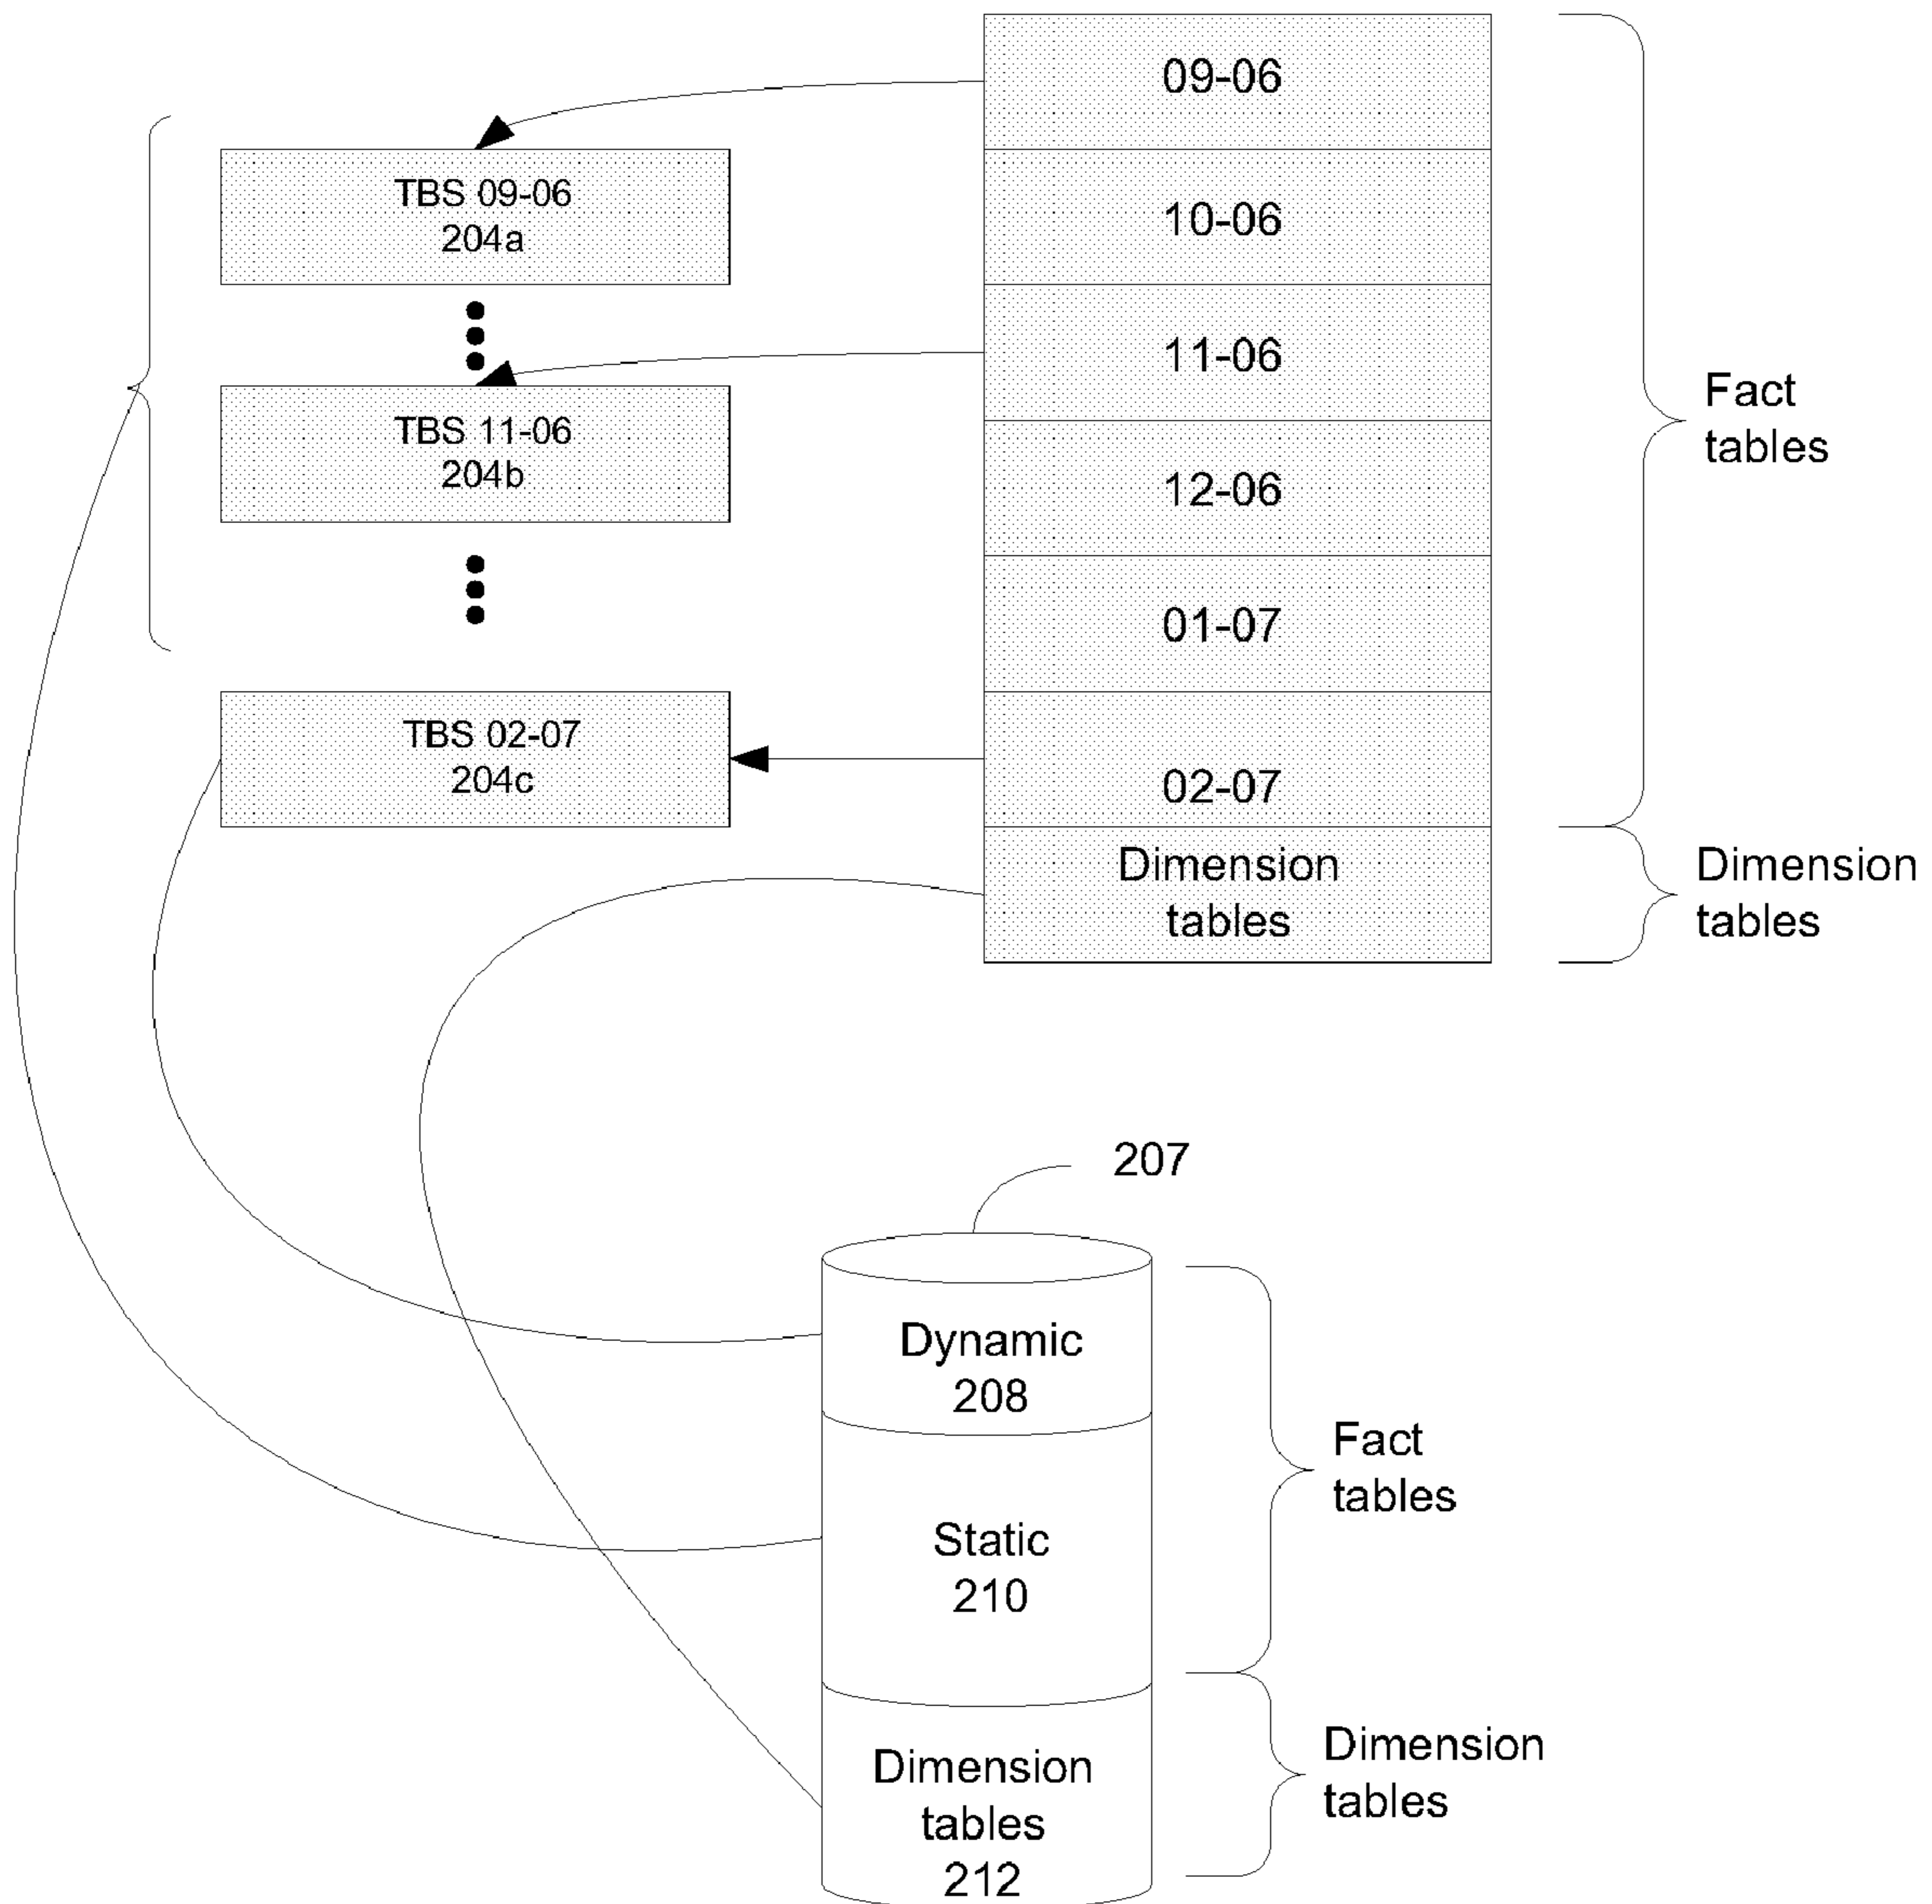 09-06
TBS 09-06
204a
10-06
11-06
Fact
tables
TBS 11-06
204b
12-06
01-07
TBS 02-07
204c
02-07
Dimension
tables
Dimension
tables
207
Dynamic
208
Fact
tables
Static
210
Dimension
tables
Dimension
tables
212